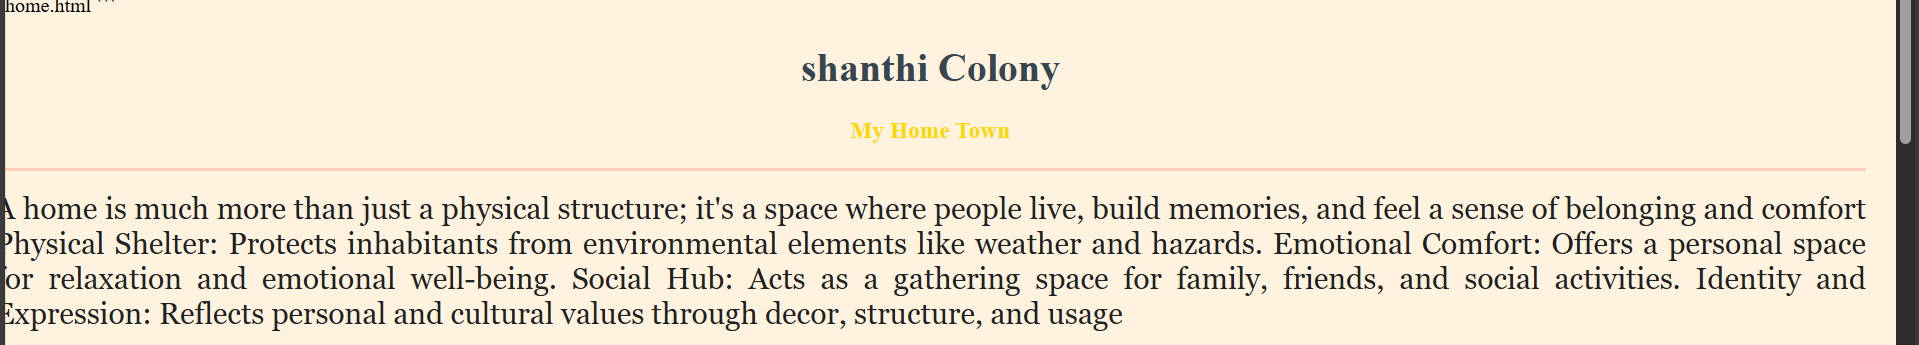 home.html ```
shanthi Colony
My Home Town
A home is much more than just a physical structure; it's a space where people live, build memories, and feel a sense of belonging and comfort
Physical Shelter: Protects inhabitants from environmental elements like weather and hazards. Emotional Comfort: Offers a personal space
for relaxation and emotional well-being. Social Hub: Acts as a gathering space for family, friends, and social activities. Identity and
Expression: Reflects personal and cultural values through decor, structure, and usage